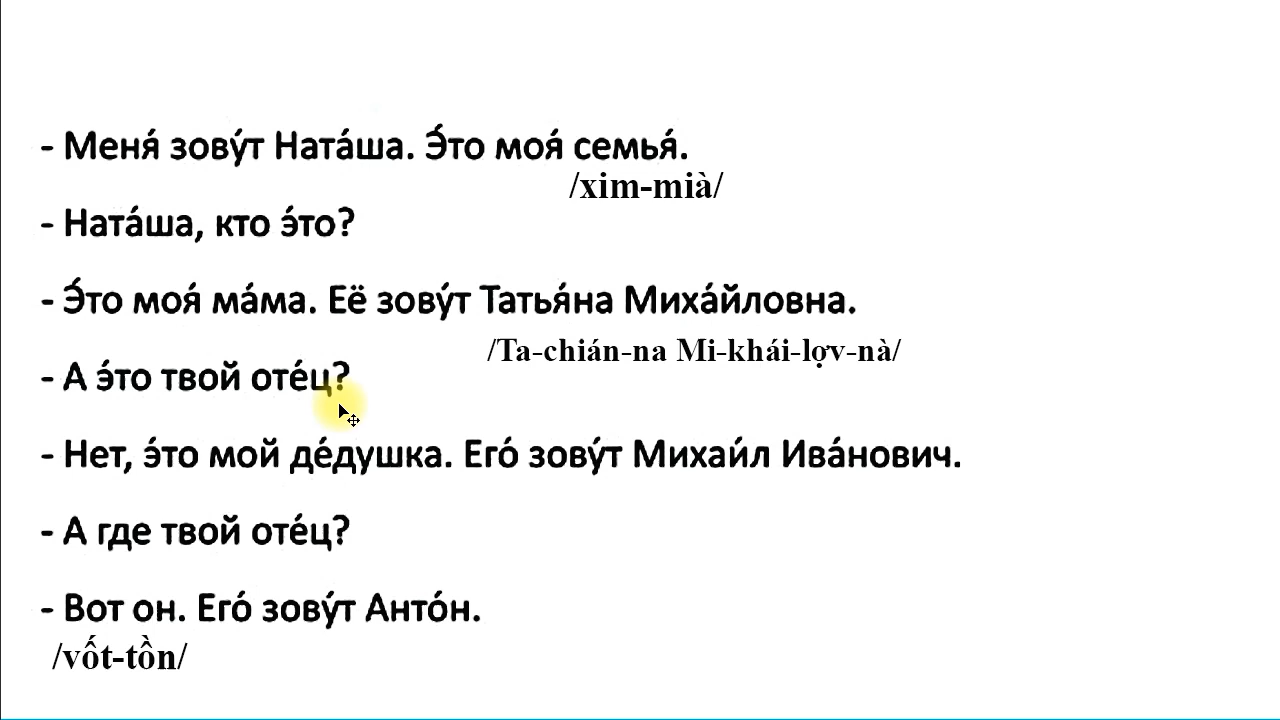 - Меня́ зову́т Ната́ша. Э́то моя́ семья́.
/xim-mià/
- Ната́ша, кто э́то?
- Э́то моя́ ма́ма. Её зову́т Татья́на Миха́йловна.
/Ta-chián-na Mi-khái-lợv-nà/
- А э́то твой оте́ц?
- Нет, э́то мой де́душка. Его́ зову́т Михаи́л Ива́нович.
- А где твой оте́ц?
- Вот он. Его́ зову́т Анто́н.
/vốt-tồn/